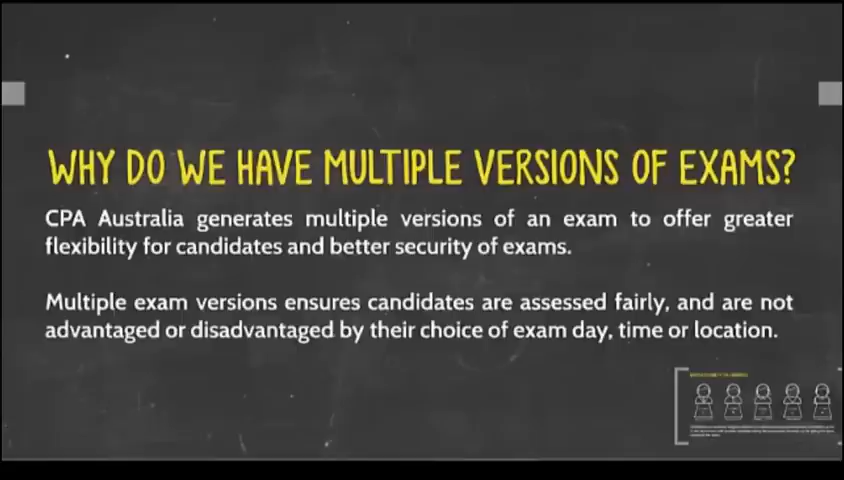 WHY DO WE HAVE MULTIPLE VERSIONS OF EXAMS?
CPA Australia generates multiple versions of an exam to offer greater
flexibility for candidates and better security of exams.
Multiple exam versions ensures candidates are assessed fairly, and are not
advantaged or disadvantaged by their choice of exam day, time or location.